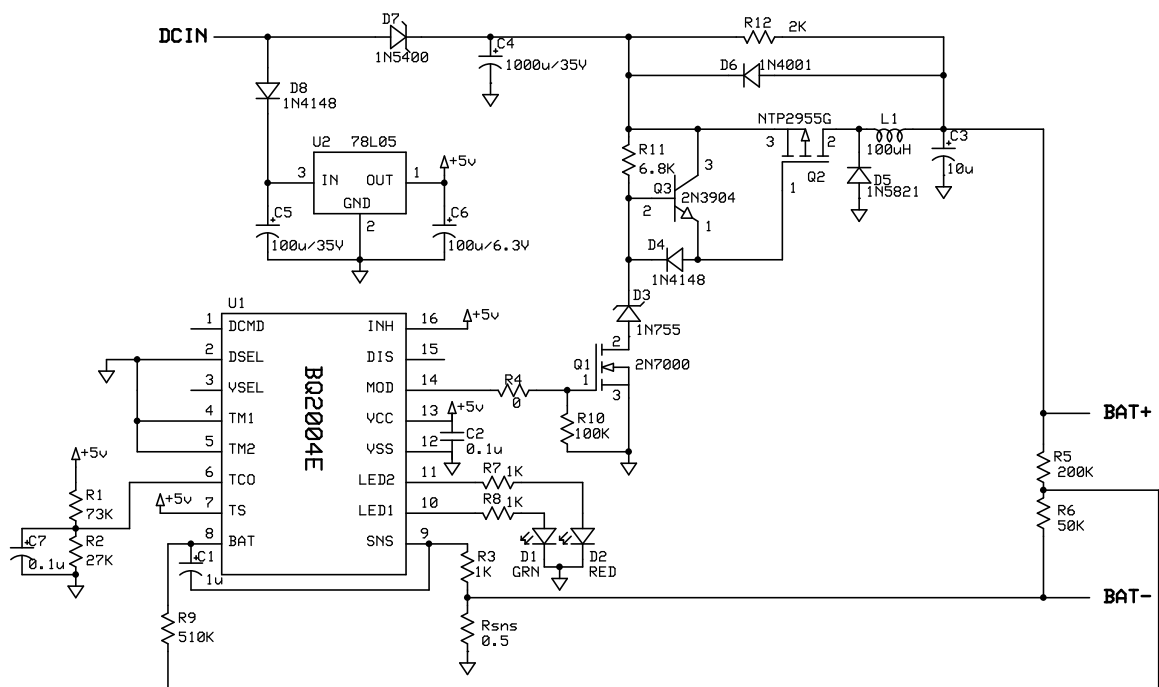 D7
R12 2K
DCIN
1N5400
C4
1000u/35V
D6 1N4001
D8
1N4148
NTP2955G
L1
100uH
3 2
1
Q2
C3
10u
D5
1N5821
R11
6.8K
3
Q3
2N3904
2
1
U2 78L05
+5v
3 IN OUT 1
GND
2
C5
100u/35V
C6
100u/6.3V
D4
1N4148
D3
1N755
U1
BQ2004E
1 DCMD INH 16 +5v
2 DSEL DIS 15
3 VSEL MOD 14
4 TM1 VCC 13 +5v
5 TM2 VSS 12
6 TCO LED2 11
7 TS LED1 10
8 BAT SNS 9
Q1
2
2N7000
1
3
R4
0
R10
100K
C2
0.1u
BAT+
R5
200K
R6
50K
BAT-
+5v
R1
73K
+5v
R7 1K
R8 1K
C7
0.1u
R2
27K
C1
1u
R3
1K
D1
GRN
D2
RED
R9
510K
Rsns
0.5